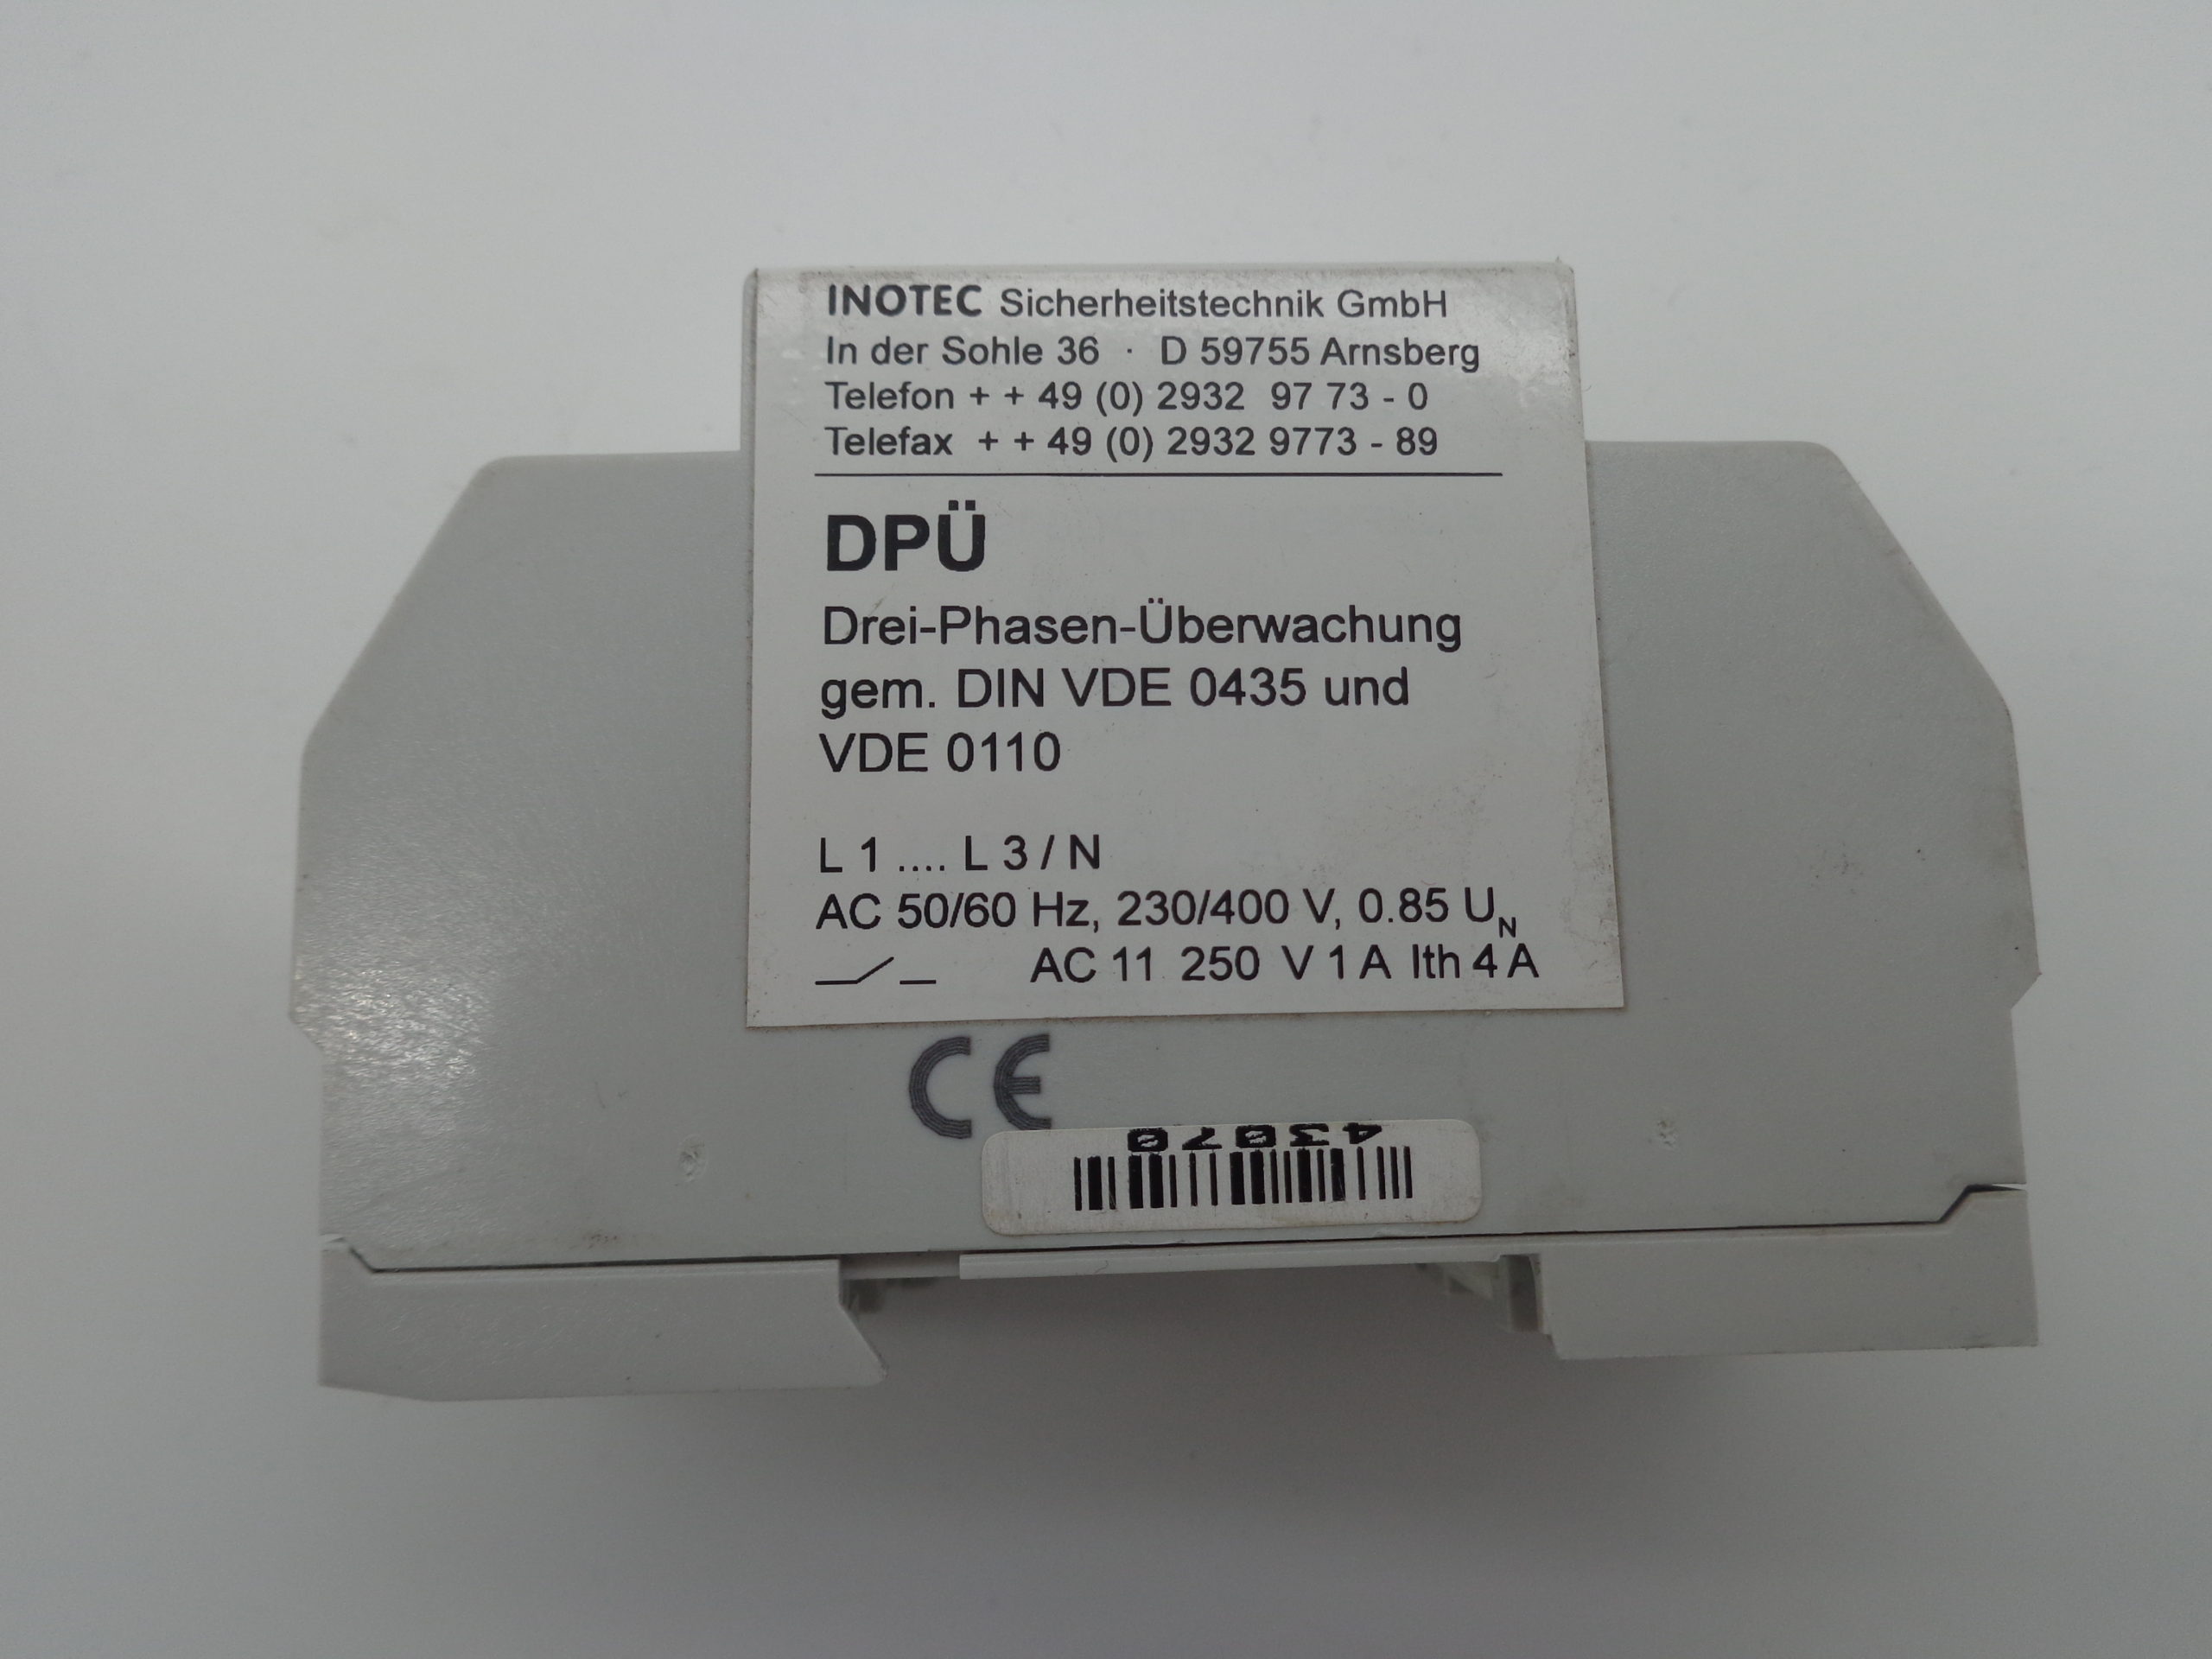 INOTEC Sicherheitstechnik GmbH
In der Sohle 36 · D 59755 Arnsberg
Telefon + + 49 (0) 2932 97 73 - 0
Telefax + + 49 (0) 2932 9773 - 89
DPÜ
Drei-Phasen-Überwachung
gem. DIN VDE 0435 und
VDE 0110
L 1 .... L 3 / N
AC 50/60 Hz, 230/400 V, 0.85 UN
AC 11 250 V 1 A Ith 4 A
CE
43070